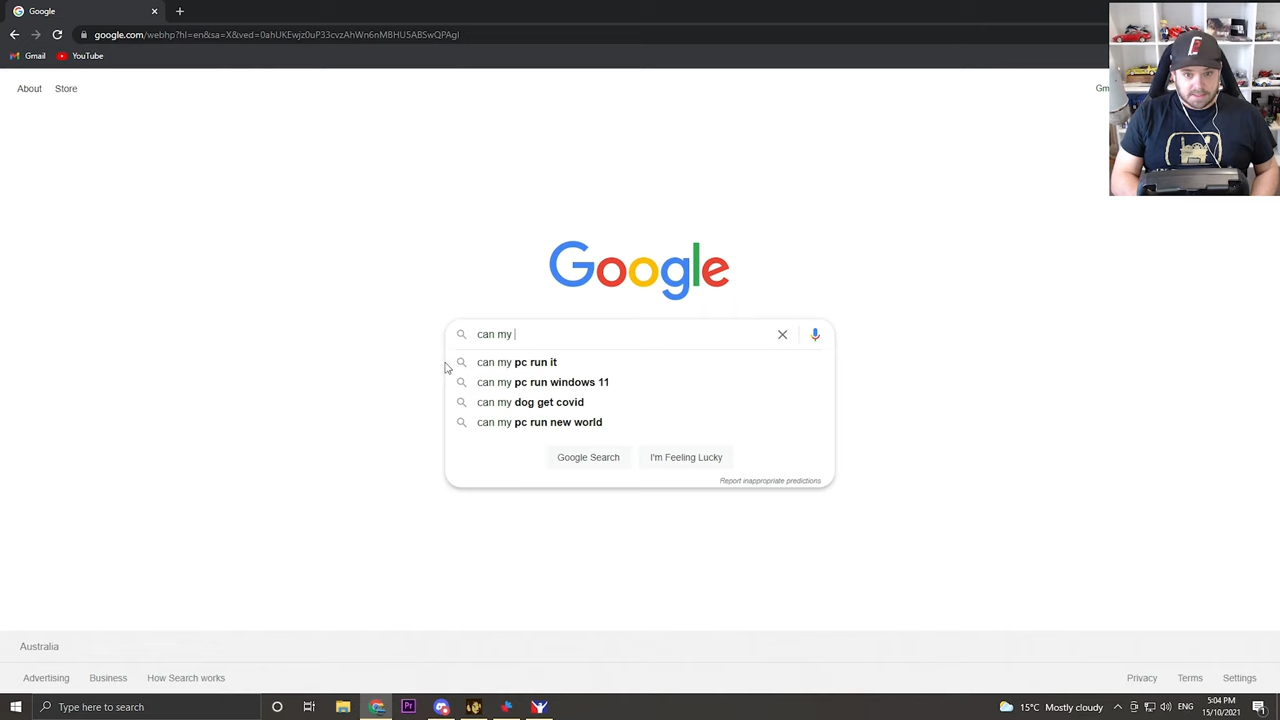 Google
google.com/webhp?hl=en&sa=X&ved=0ahUKEwjz0uP33cvzAhWn6nMBHU5ABSwQPAgI
Gmail
YouTube
About
Store
Gm
Google
can my
can my pc run it
can my pc run windows 11
can my dog get covid
can my pc run new world
Google Search
I'm Feeling Lucky
Report inappropriate predictions
Australia
Advertising
Business
How Search works
Privacy
Terms
Settings
Type here to search
15°C Mostly cloudy
5:04 PM
15/10/2021